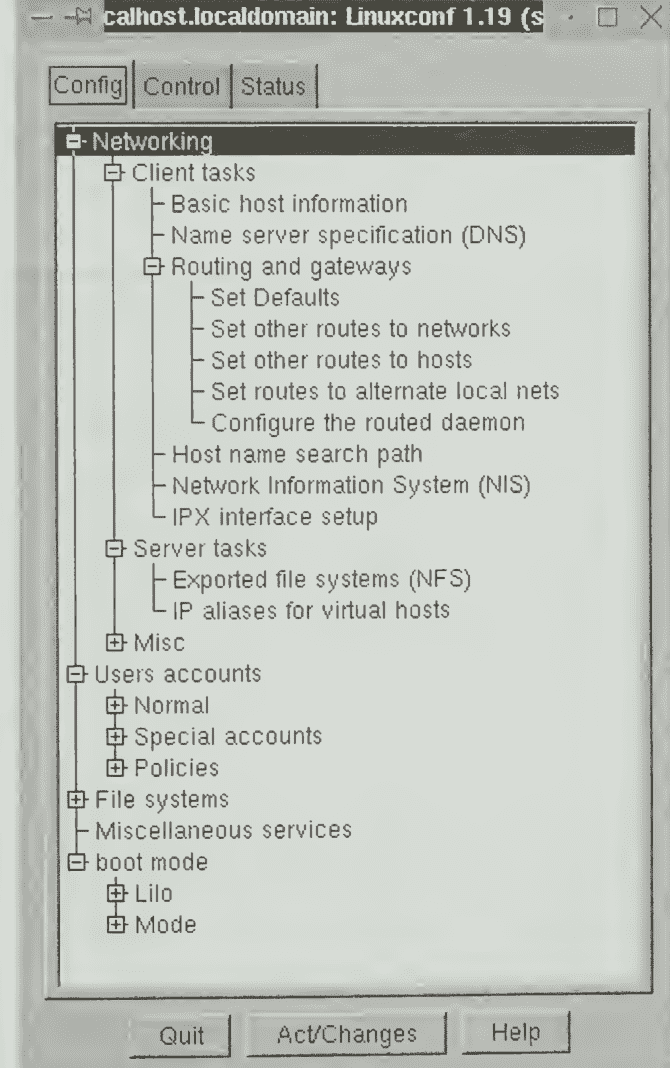 calhost.localdomain: Linuxconf 1.19 (s
Config Control Status
Networking
Client tasks
Basic host information
Name server specification (DNS)
Routing and gateways
Set Defaults
Set other routes to networks
Set other routes to hosts
Set routes to alternate local nets
Configure the routed daemon
Host name search path
Network Information System (NIS)
IPX interface setup
Server tasks
Exported file systems (NFS)
IP aliases for virtual hosts
Misc
Users accounts
Normal
Special accounts
Policies
File systems
Miscellaneous services
boot mode
Lilo
Mode
Quit Act/Changes Help